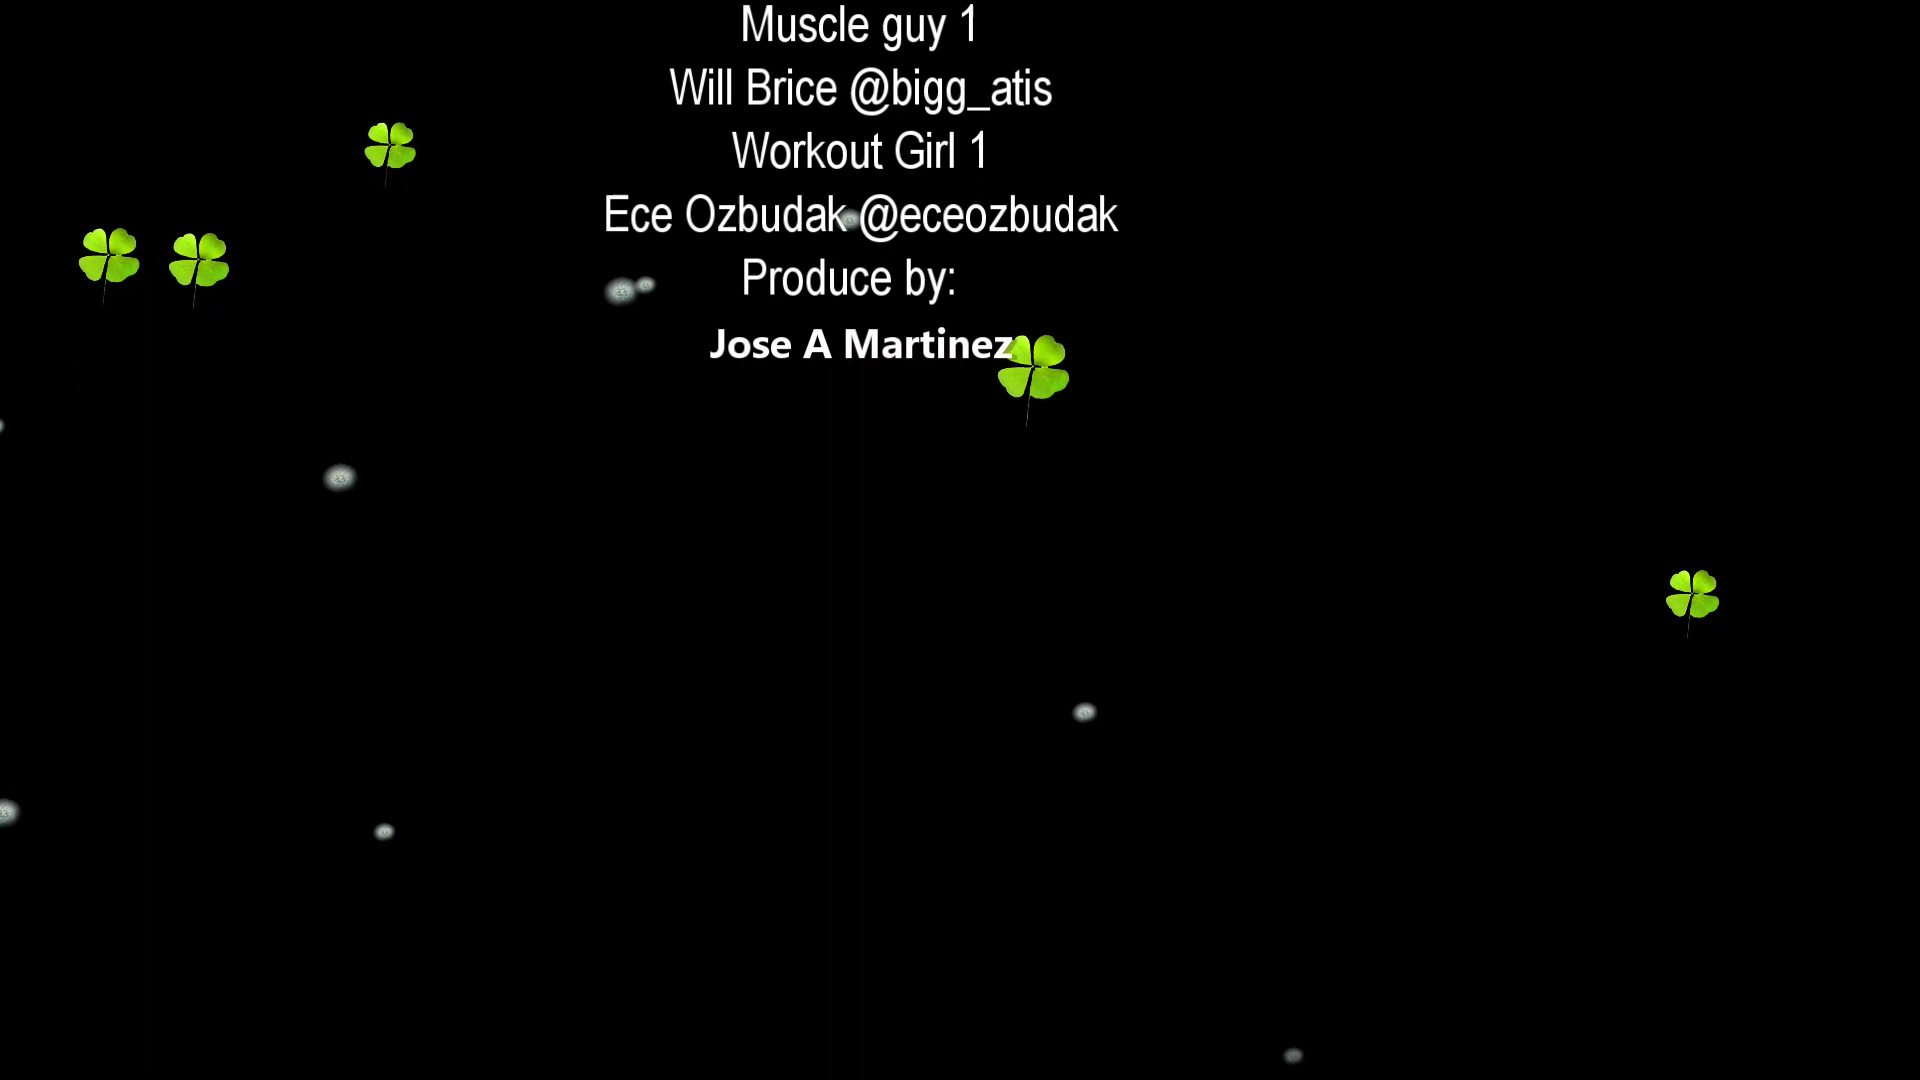 Muscle guy 1
Will Brice @bigg_atis
Workout Girl 1
Ece Ozbudak @eceozbudak
Produce by:
Jose A Martinez